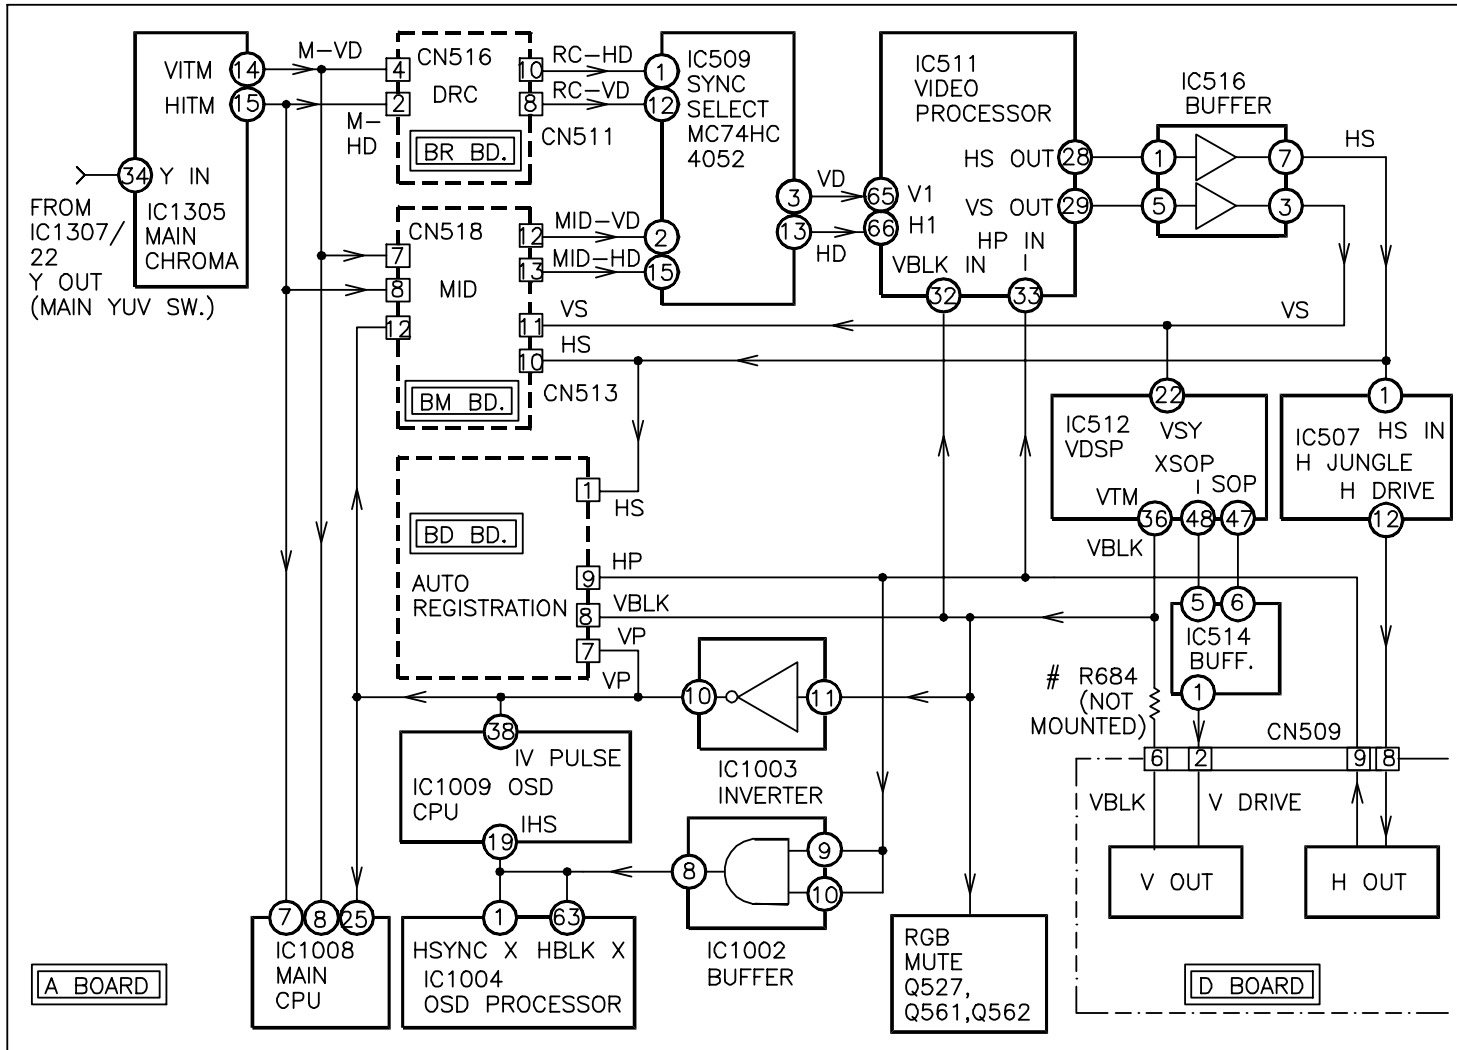 VITM
14
M-VD
HITM
15
M-
HD
34
Y IN
FROM
IC1307/
22
Y OUT
(MAIN YUV SW.)
IC1305
MAIN
CHROMA
4
2
CN516
DRC
BR BD.
10
8
RC-HD
RC-VD
CN511
1
12
IC509
SYNC
SELECT
MC74HC
4052
2
15
3
13
VD
HD
CN518
MID
BM BD.
7
8
12
12
13
11
10
MID-VD
MID-HD
VS
HS
CN513
IC511
VIDEO
PROCESSOR
65
V1
66
H1
HS OUT
28
VS OUT
29
HP IN
VBLK IN
32
33
IC516
BUFFER
1
7
5
3
HS
VS
BD BD.
AUTO
REGISTRATION
1
HS
9
HP
8
VBLK
7
VP
VP
22
IC512
VDSP
VSY
XSOP
SOP
VTM
36
48
47
VBLK
1
IC507
HS IN
H JUNGLE
H DRIVE
12
5
6
IC514
BUFF.
1
# R684
(NOT
MOUNTED)
CN509
6
2
9
8
VBLK
V DRIVE
V OUT
H OUT
D BOARD
10
11
IC1003
INVERTER
38
IV PULSE
IC1009 OSD
CPU
IHS
19
8
9
10
IC1002
BUFFER
7
8
25
IC1008
MAIN
CPU
1
63
HSYNC X
HBLK X
IC1004
OSD PROCESSOR
RGB
MUTE
Q527,
Q561,Q562
A BOARD